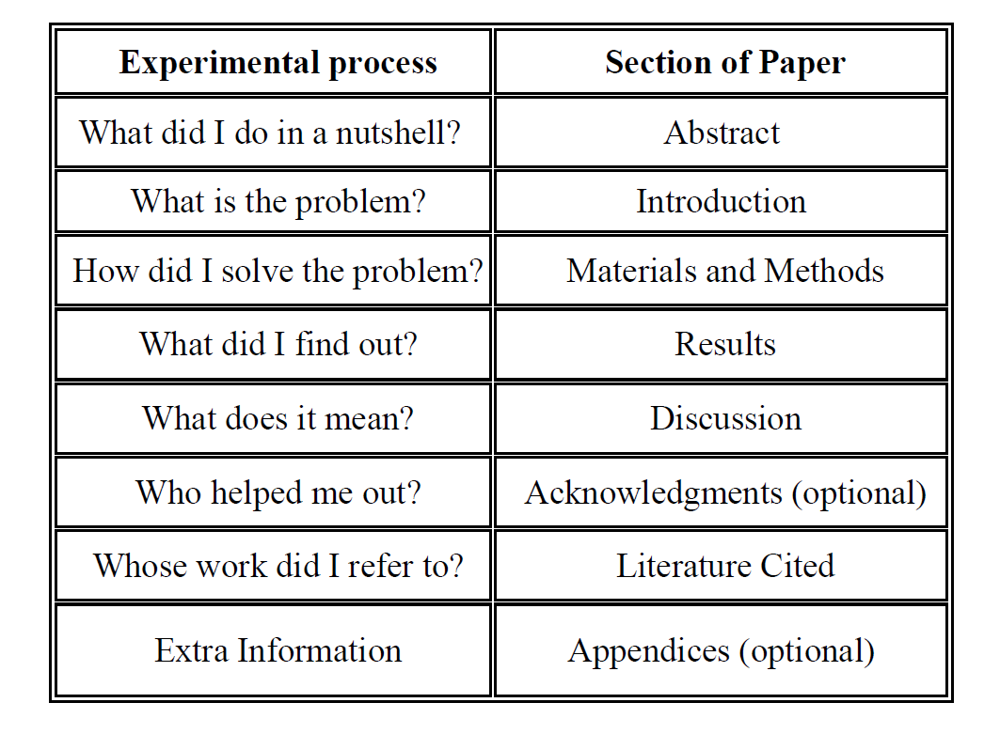 Experimental process Section of Paper
What did I do in a nutshell? Abstract
What is the problem? Introduction
How did I solve the problem? Materials and Methods
What did I find out? Results
What does it mean? Discussion
Who helped me out? Acknowledgments (optional)
Whose work did I refer to? Literature Cited
Extra Information Appendices (optional)